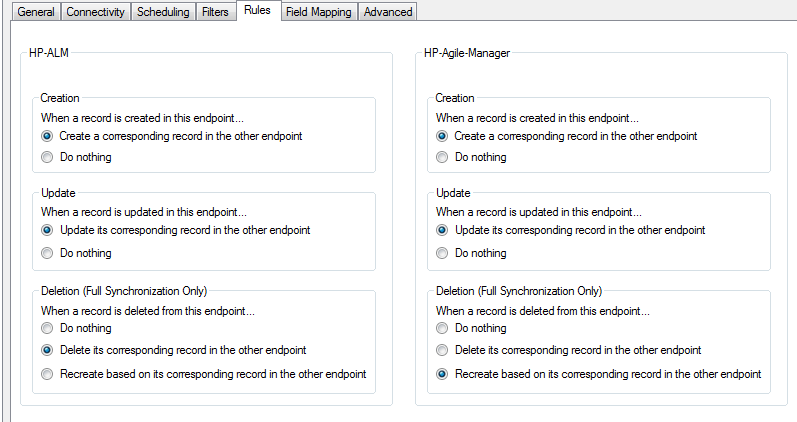 General Connectivity Scheduling Filters Rules Field Mapping Advanced
HP-ALM
Creation
When a record is created in this endpoint...
Create a corresponding record in the other endpoint
Do nothing
Update
When a record is updated in this endpoint...
Update its corresponding record in the other endpoint
Do nothing
Deletion (Full Synchronization Only)
When a record is deleted from this endpoint...
Do nothing
Delete its corresponding record in the other endpoint
Recreate based on its corresponding record in the other endpoint
HP-Agile-Manager
Creation
When a record is created in this endpoint...
Create a corresponding record in the other endpoint
Do nothing
Update
When a record is updated in this endpoint...
Update its corresponding record in the other endpoint
Do nothing
Deletion (Full Synchronization Only)
When a record is deleted from this endpoint...
Do nothing
Delete its corresponding record in the other endpoint
Recreate based on its corresponding record in the other endpoint